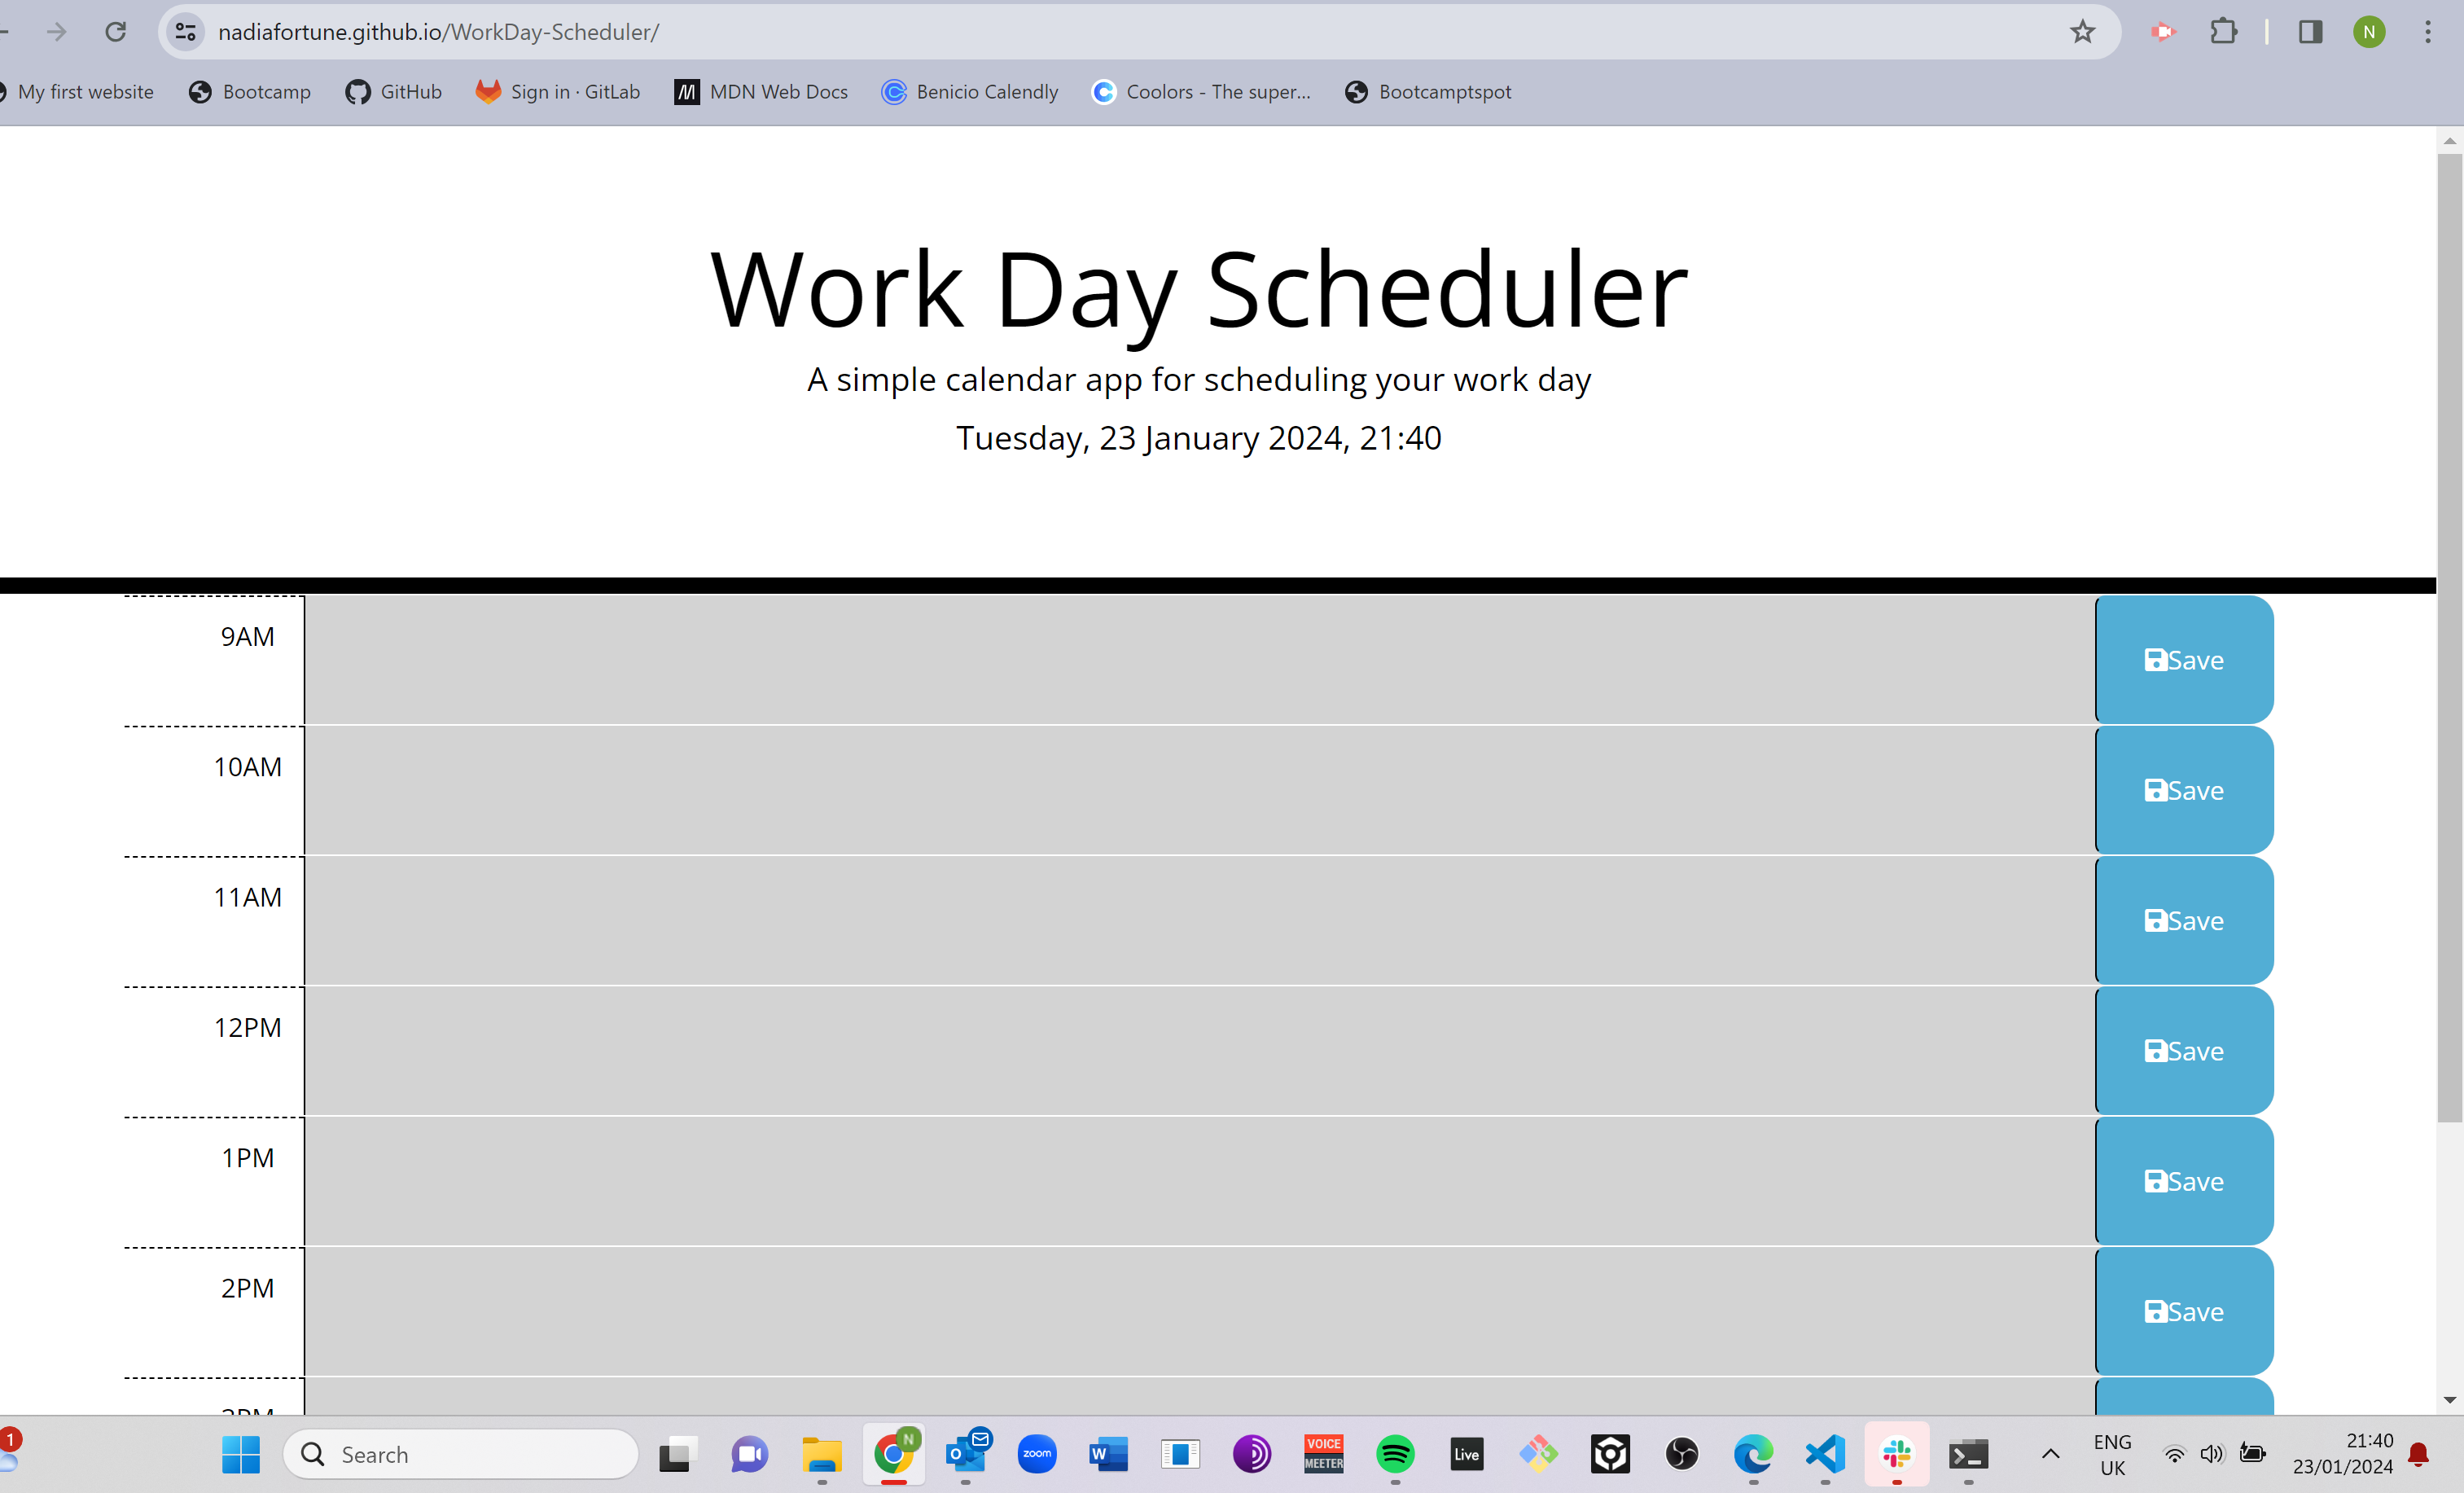 nadiafortune.github.io/WorkDay-Scheduler/
N
My first website
Bootcamp
GitHub
Sign in · GitLab
MDN Web Docs
Benicio Calendly
Coolors - The super...
Bootcamptspot
Work Day Scheduler
A simple calendar app for scheduling your work day
Tuesday, 23 January 2024, 21:40
9AM
Save
10AM
Save
11AM
Save
12PM
Save
1PM
Save
2PM
Save
1
Search
N
zoom
W
VOICE
MEETER
Live
ENG
UK
21:40
23/01/2024